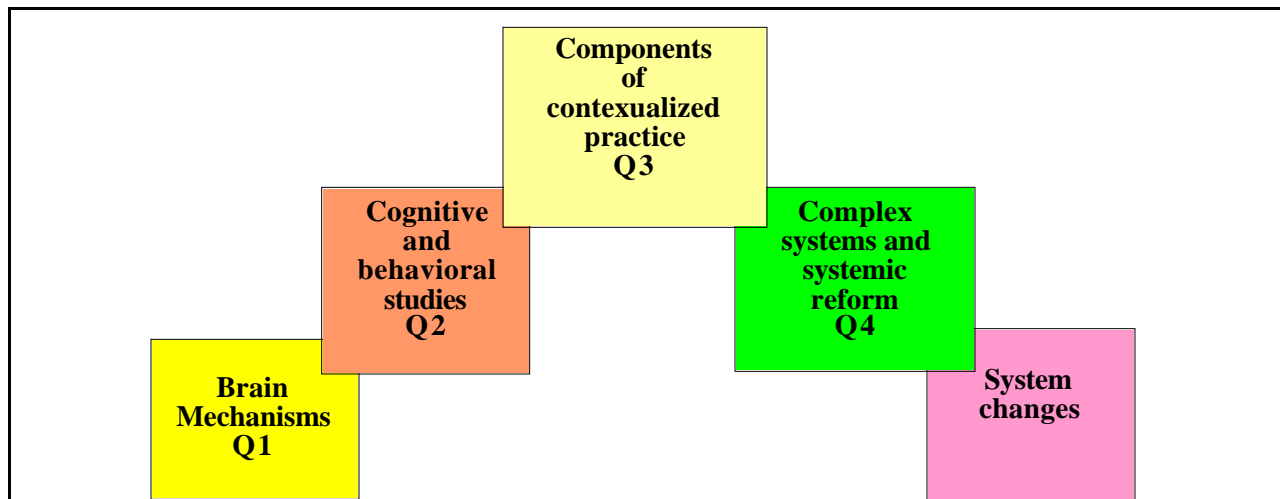 Components
of
contexualized
practice
Q3
Cognitive
and
behavioral
studies
Q2
Complex
systems and
systemic
reform
Q4
Brain
Mechanisms
Q1
System
changes